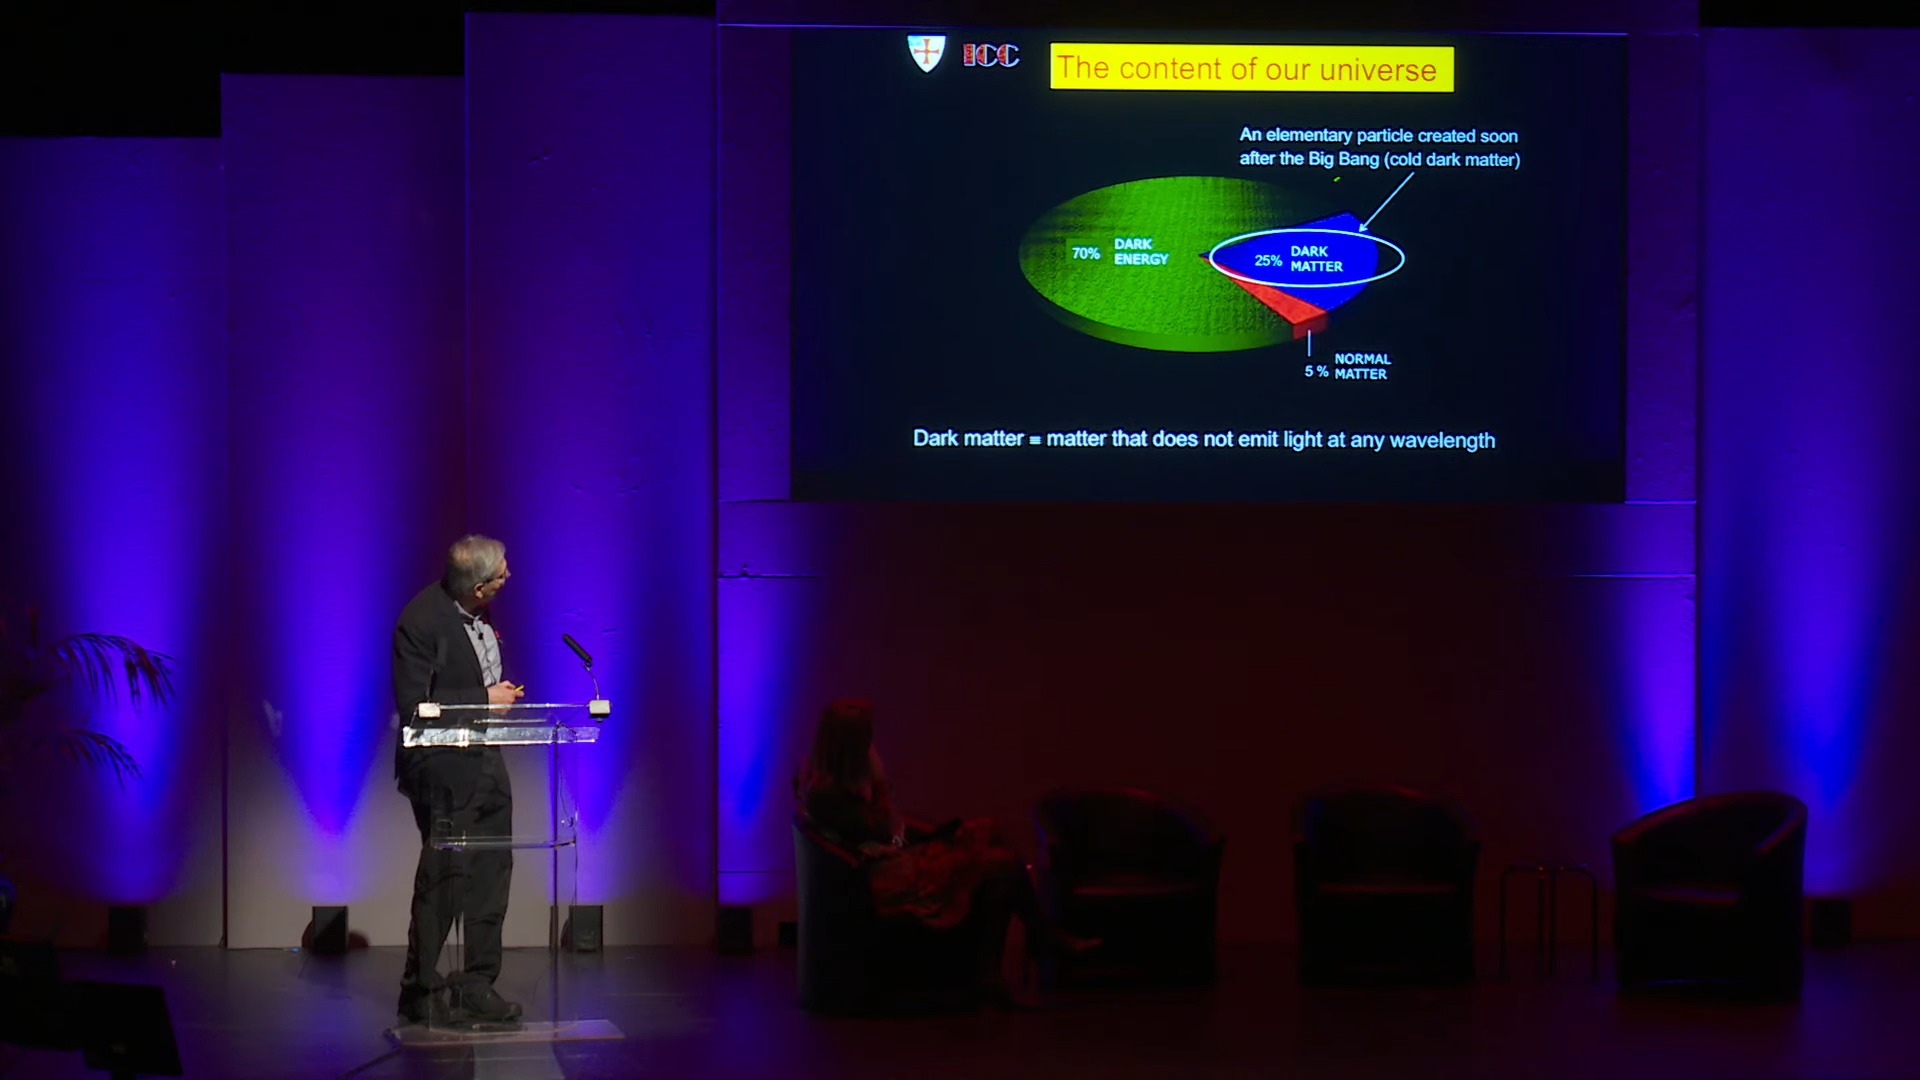 ICC
The content of our universe
An elementary particle created soon
after the Big Bang (cold dark matter)
70% DARK
ENERGY
25% DARK
MATTER
5 % NORMAL
MATTER
Dark matter ≡ matter that does not emit light at any wavelength